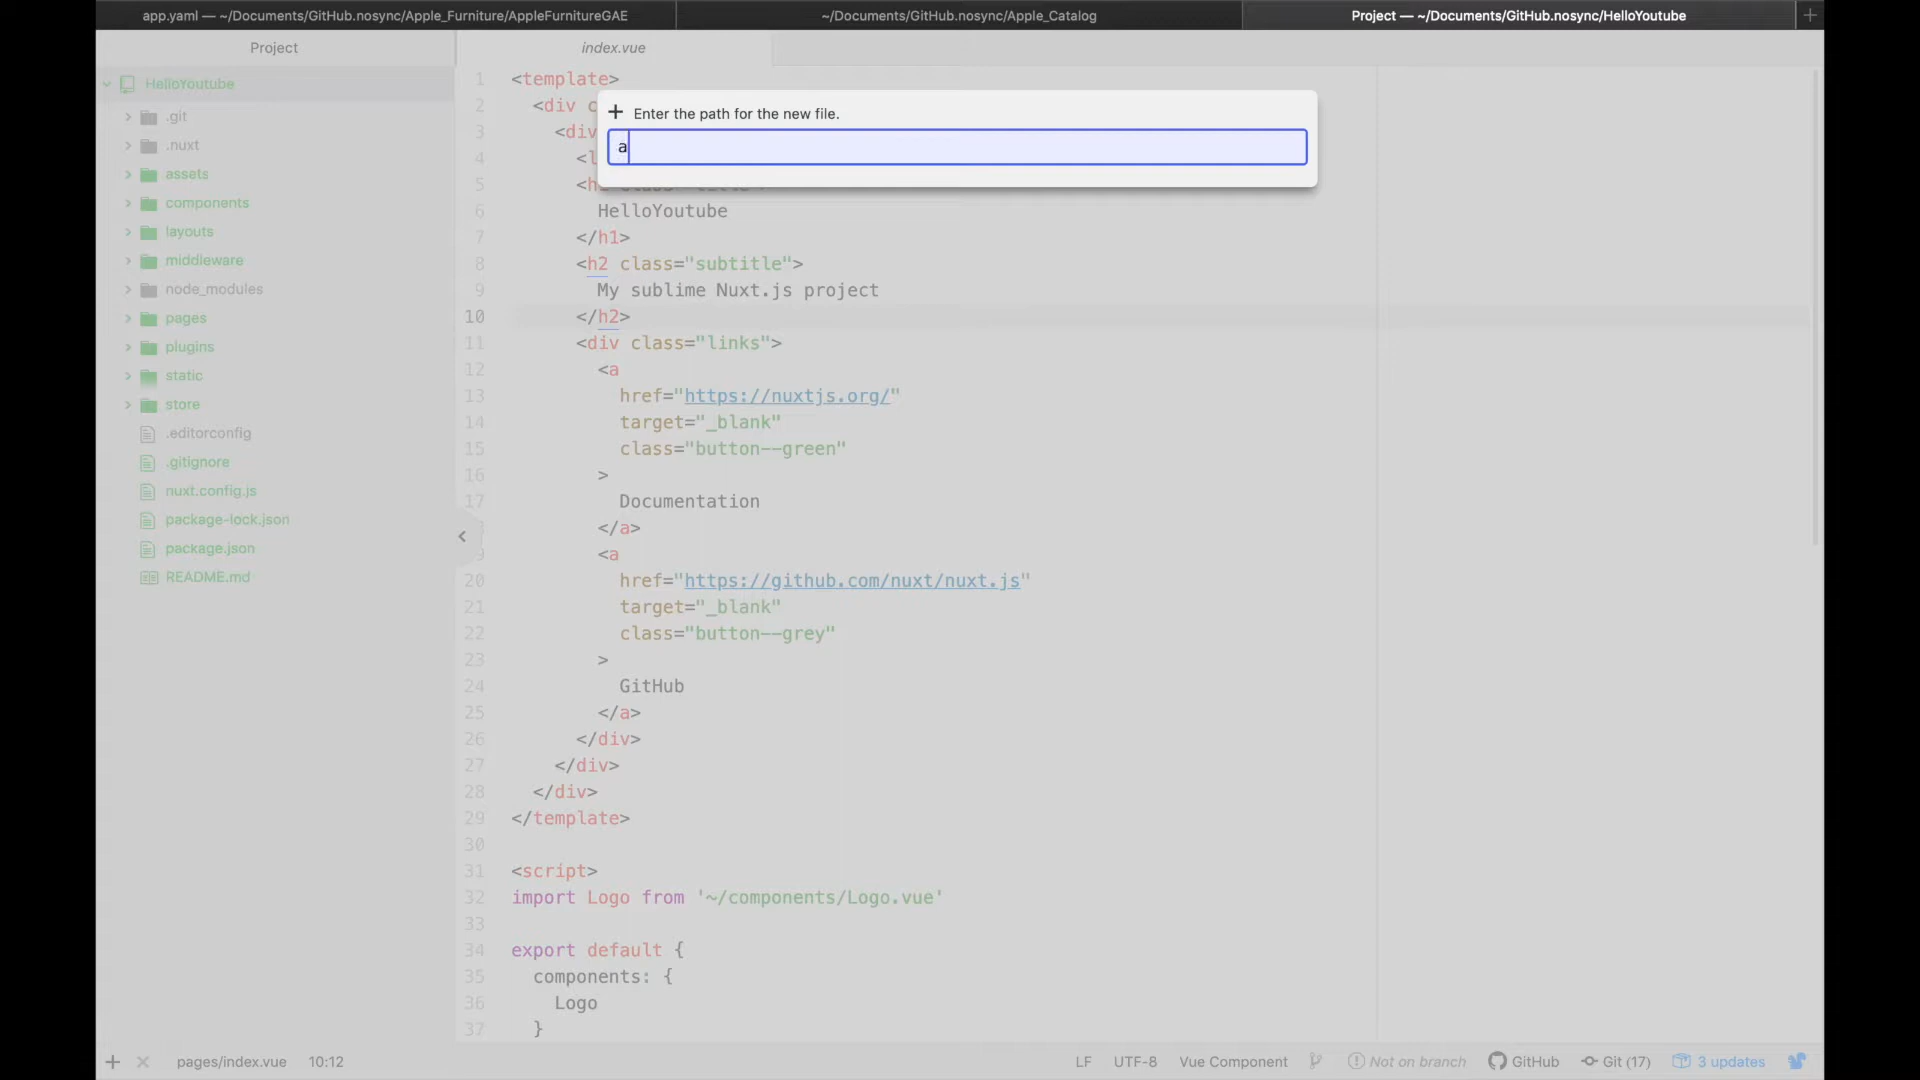 app.yaml — ~/Documents/GitHub.nosync/Apple_Furniture/AppleFurnitureGAE
~/Documents/GitHub.nosync/Apple_Catalog
Project — ~/Documents/GitHub.nosync/HelloYoutube
Project
index.vue
HelloYoutube
.git
.nuxt
assets
components
layouts
middleware
node_modules
pages
plugins
static
store
.editorconfig
.gitignore
nuxt.config.js
package-lock.json
package.json
README.md
Enter the path for the new file.
a
1 <template>
2 <div c
3 <div
4 <l
5 <h
6 HelloYoutube
7 </h1>
8 <h2 class="subtitle">
9 My sublime Nuxt.js project
10 </h2>
11 <div class="links">
12 <a
13 href="https://nuxtjs.org/"
14 target="_blank"
15 class="button--green"
16 >
17 Documentation
</a>
<a
20 href="https://github.com/nuxt/nuxt.js"
21 target="_blank"
22 class="button--grey"
23 >
24 GitHub
25 </a>
26 </div>
27 </div>
28 </div>
29 </template>
30
31 <script>
32 import Logo from '~/components/Logo.vue'
33
34 export default {
35 components: {
36 Logo
37 }
pages/index.vue 10:12
LF UTF-8 Vue Component Not on branch GitHub Git (17) 3 updates